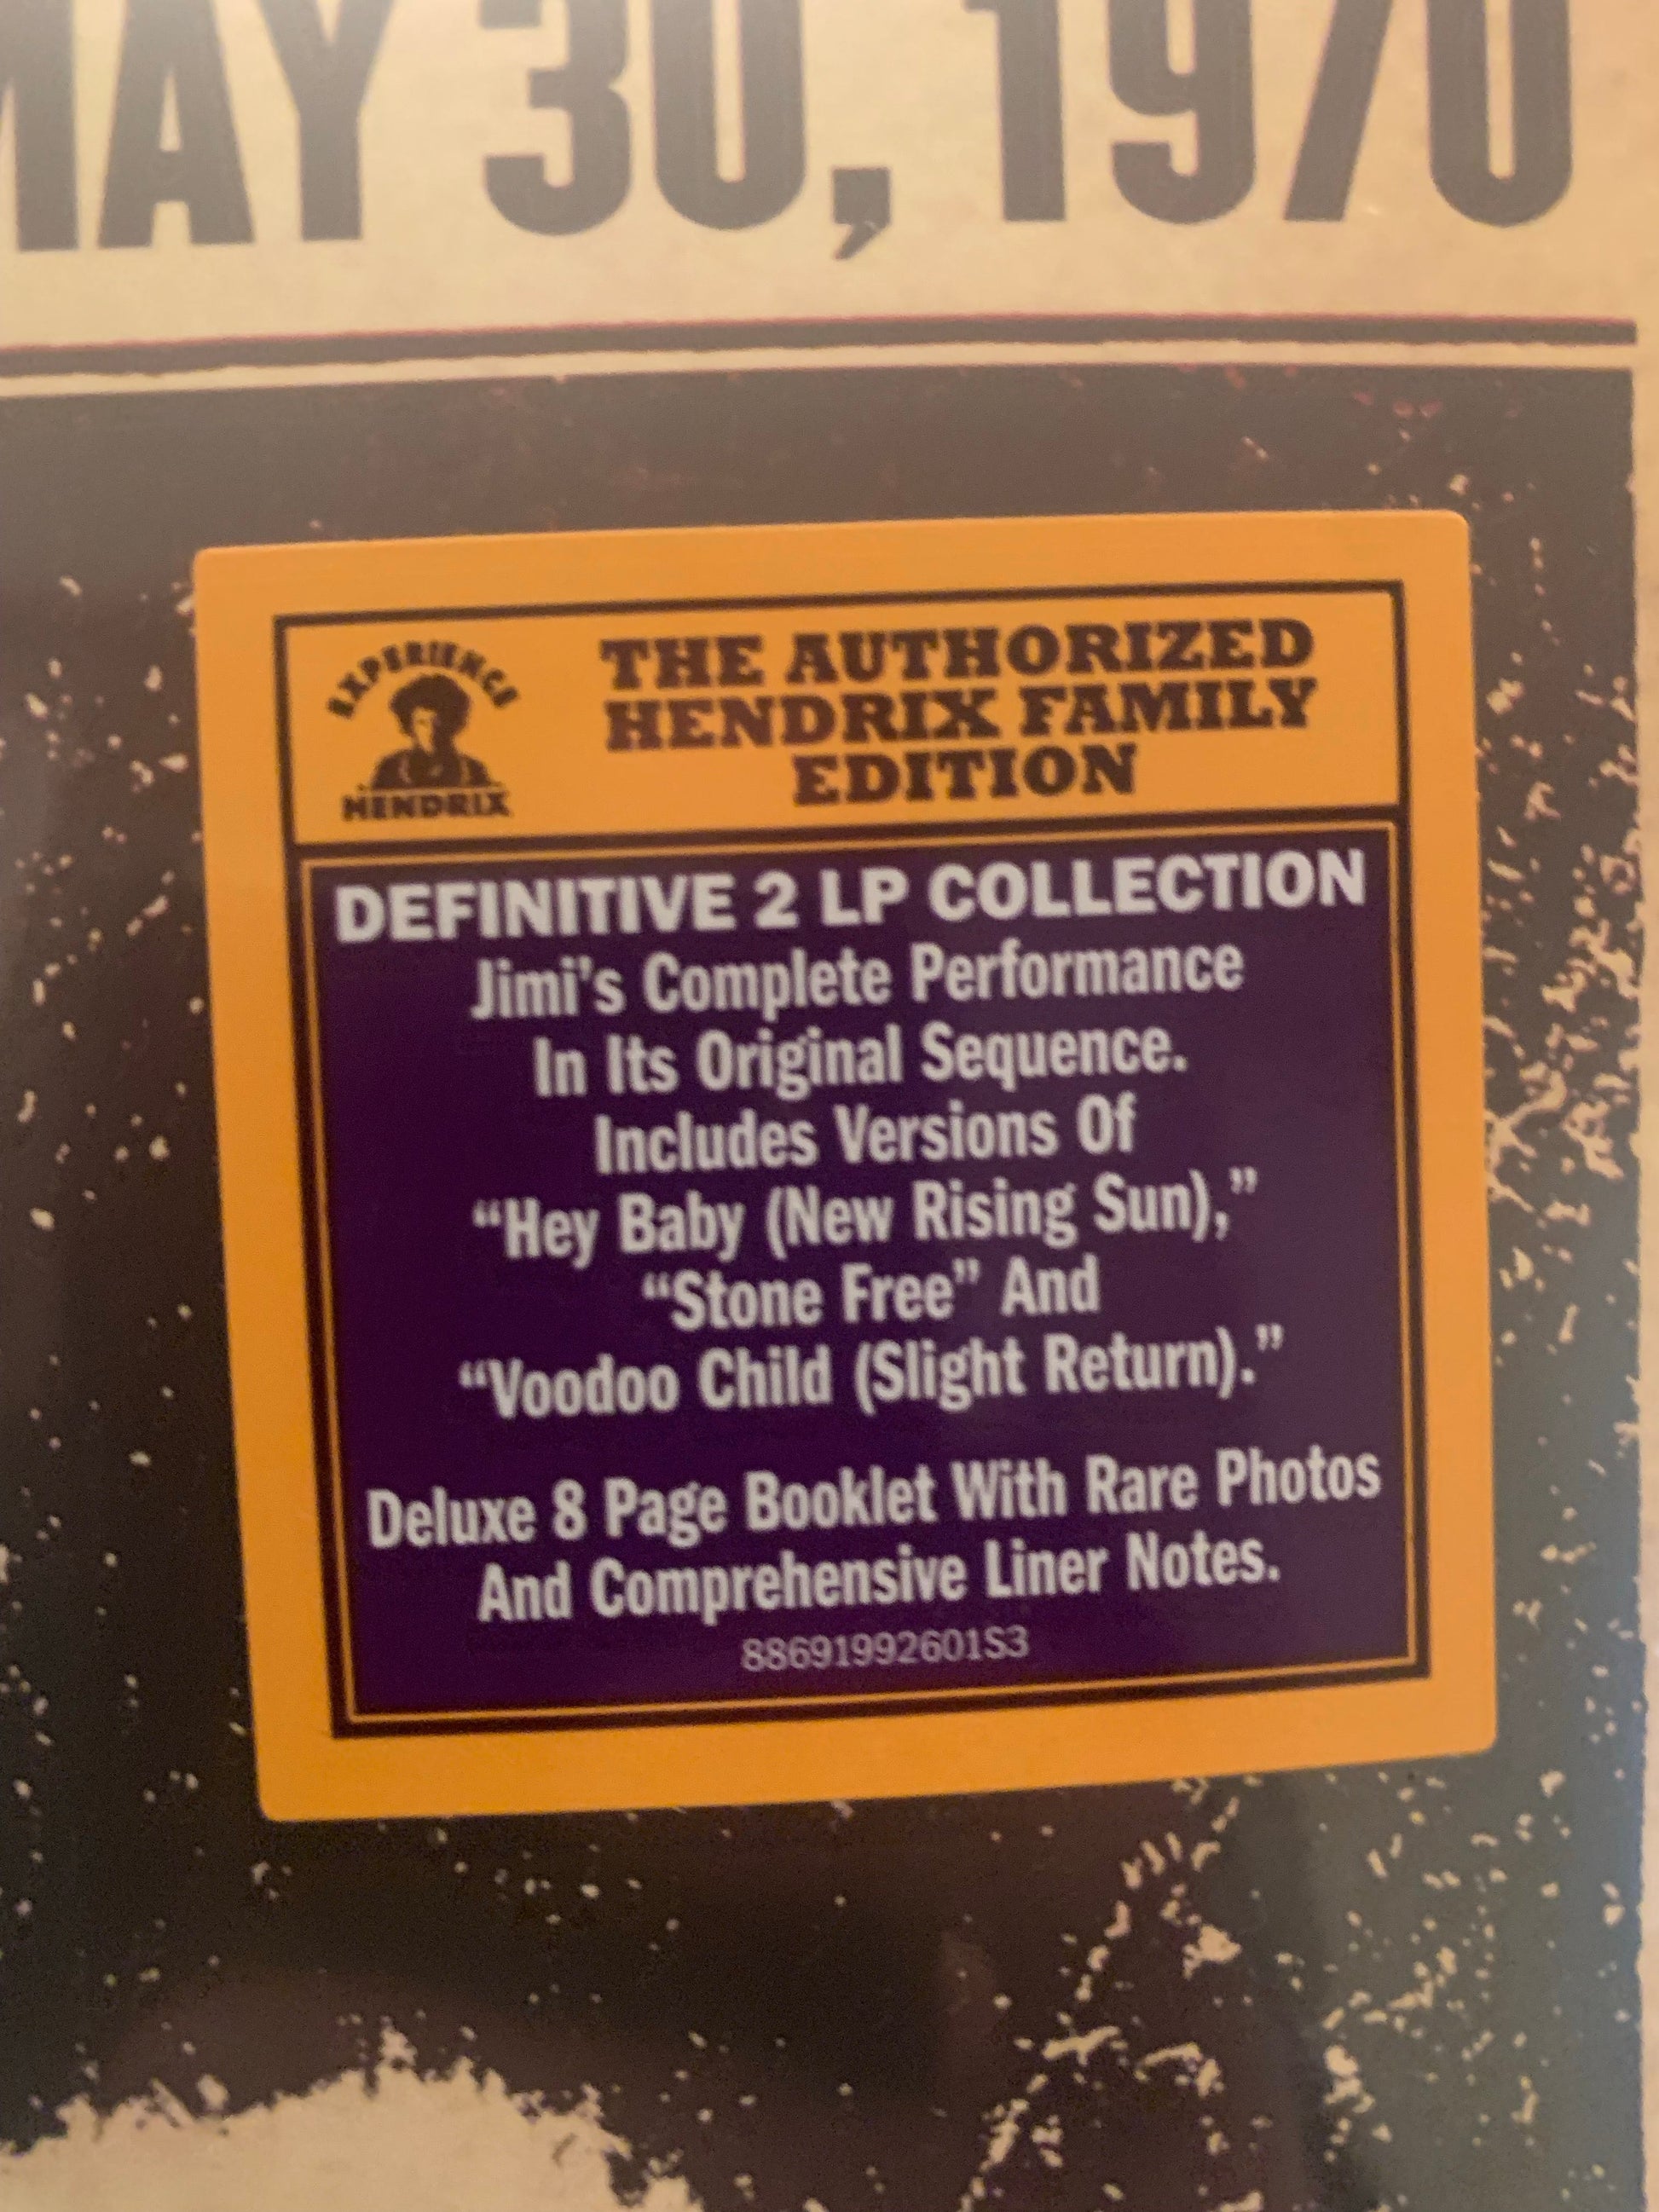 MAY 30, 1970
EXPERIENCE
HENDRIX
THE AUTHORIZED
HENDRIX FAMILY
EDITION
DEFINITIVE 2 LP COLLECTION
Jimi's Complete Performance
In Its Original Sequence.
Includes Versions Of
“Hey Baby (New Rising Sun),”
“Stone Free” And
“Voodoo Child (Slight Return).”
Deluxe 8 Page Booklet With Rare Photos
And Comprehensive Liner Notes.
88691992601S3